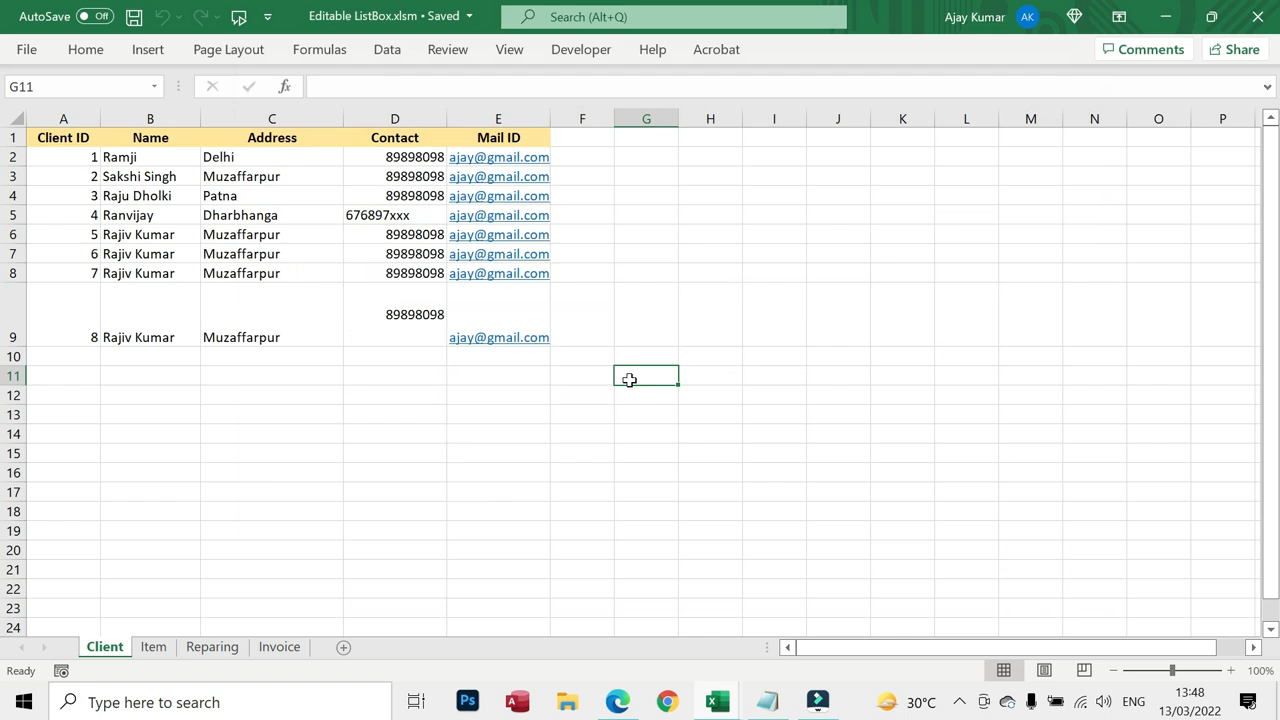 AutoSave Off Editable ListBox.xlsm • Saved Search (Alt+Q) Ajay Kumar AK
File Home Insert Page Layout Formulas Data Review View Developer Help Acrobat Comments Share
G11 fx
A B C D E F G H I J K L M N O P
1 Client ID Name Address Contact Mail ID
2 1 Ramji Delhi 89898098 ajay@gmail.com
3 2 Sakshi Singh Muzaffarpur 89898098 ajay@gmail.com
4 3 Raju Dholki Patna 89898098 ajay@gmail.com
5 4 Ranvijay Dharbhanga 676897xxx ajay@gmail.com
6 5 Rajiv Kumar Muzaffarpur 89898098 ajay@gmail.com
7 6 Rajiv Kumar Muzaffarpur 89898098 ajay@gmail.com
8 7 Rajiv Kumar Muzaffarpur 89898098 ajay@gmail.com
89898098
9 8 Rajiv Kumar Muzaffarpur ajay@gmail.com
10
11
12
13
14
15
16
17
18
19
20
21
22
23
24
Client Item Reparing Invoice
Ready 100%
Type here to search Ps 30°C ENG 13:48
13/03/2022